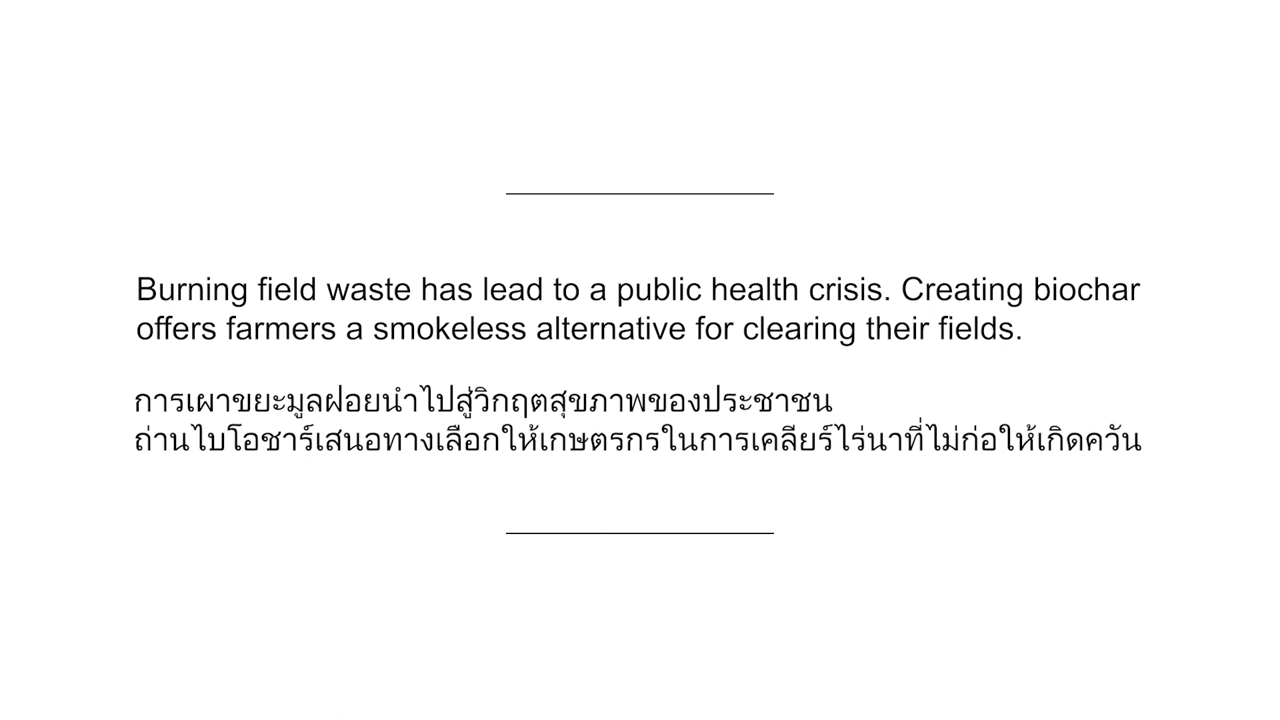 Burning field waste has lead to a public health crisis. Creating biochar
offers farmers a smokeless alternative for clearing their fields.
การเผาขยะมูลฝอยนำไปสู่วิกฤตสุขภาพของประชาชน
ถ่านไบโอชาร์เสนอทางเลือกให้เกษตรกรในการเคลียร์ไร่นาที่ไม่ก่อให้เกิดควัน